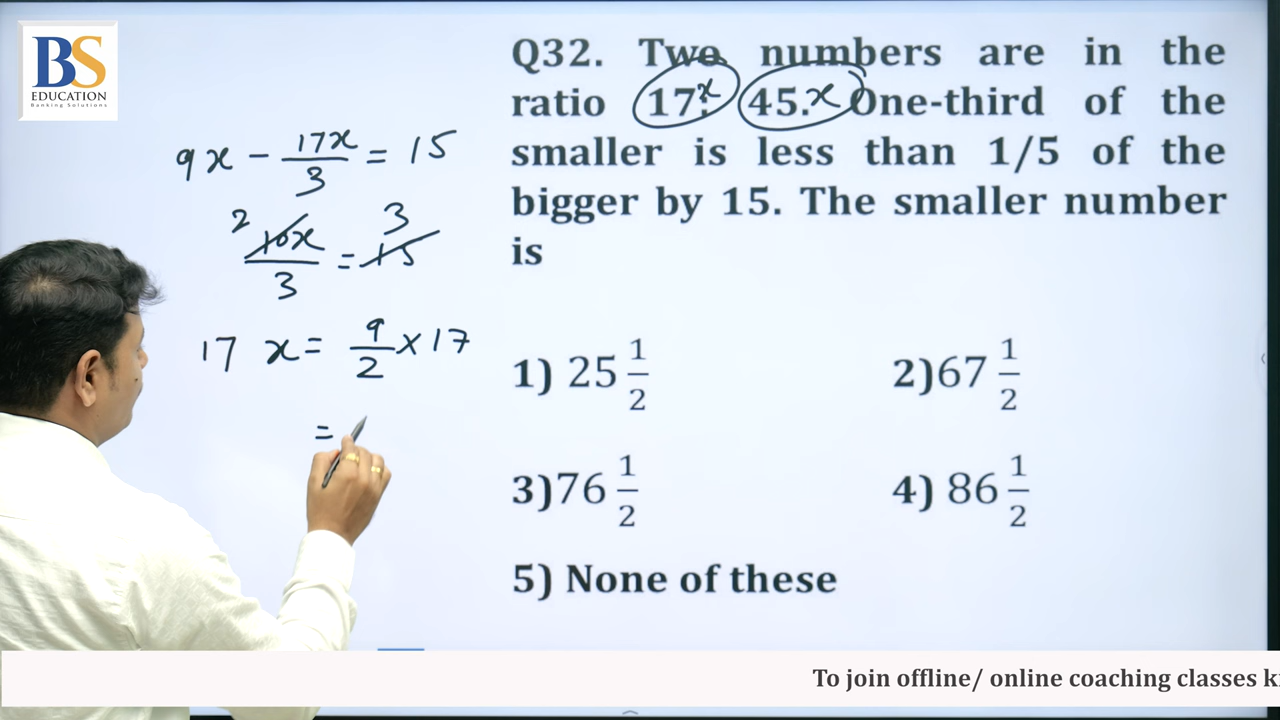 BS
EDUCATION
Banking Solutions
Q32. Two numbers are in the
ratio 17:x 45.x One-third of the
smaller is less than 1/5 of the
bigger by 15. The smaller number
is
9x - 17x/3 = 15
2 3
10x/3 = 15
17 x = 9/2 × 17
=
1) 25 1/2
2)67 1/2
3)76 1/2
4) 86 1/2
5) None of these
To join offline/ online coaching classes